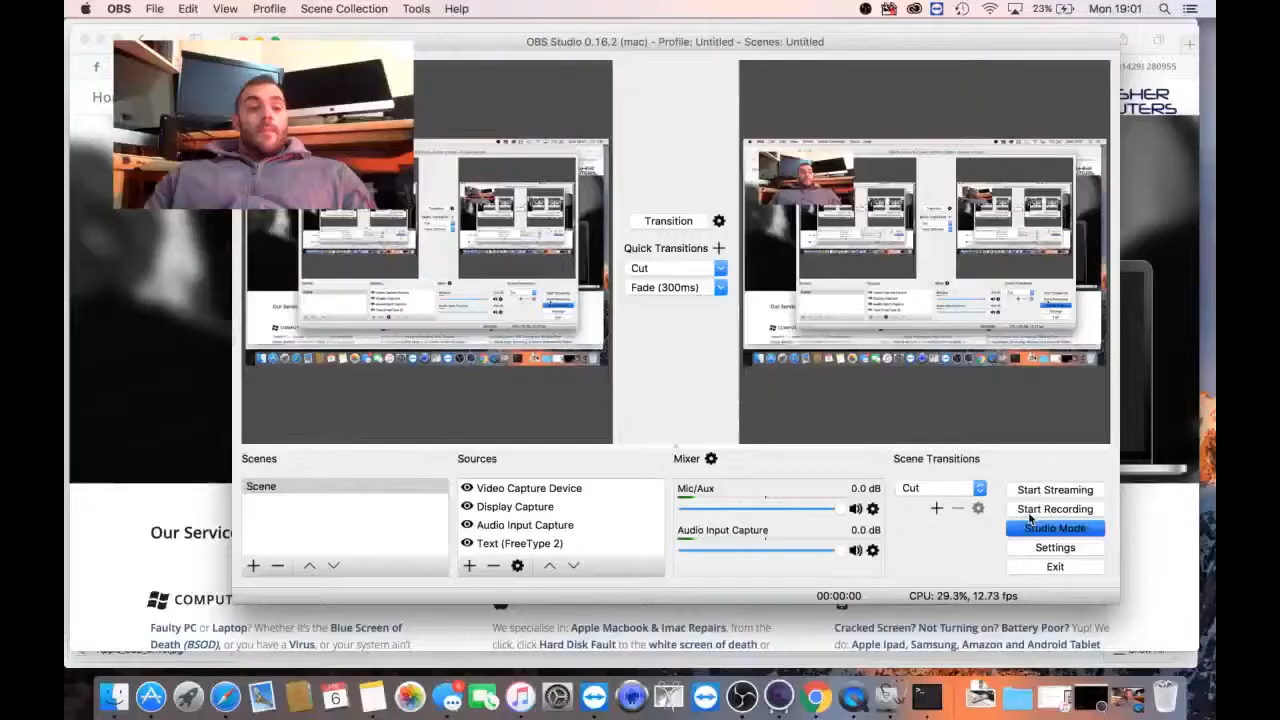 OBS File Edit View Profile Scene Collection Tools Help 23% Mon 19:01
OBS Studio 0.16.2 (mac) - Profile: Untitled - Scenes: Untitled
(1429) 280955
Transition
Quick Transitions
Cut
Fade (300ms)
Scenes
Scene
Sources
Video Capture Device
Display Capture
Audio Input Capture
Text (FreeType 2)
Mixer
Mic/Aux 0.0 dB
Audio Input Capture 0.0 dB
Scene Transitions
Cut
Start Streaming
Start Recording
Studio Mode
Settings
Exit
00:00:00 CPU: 29.3%, 12.73 fps
Our
Faulty PC or Laptop? Whether it's the Blue Screen of
Death (BSOD), or you have a Virus, or your system ain't
We specialise in: Apple Macbook & Imac Repairs, from the
click, click Hard Disk Fault to the white screen of death or
Cracked Screen? Not Turning on? Battery Poor? Yup! We
do: Apple Ipad, Samsung, Amazon and Android Tablet
6